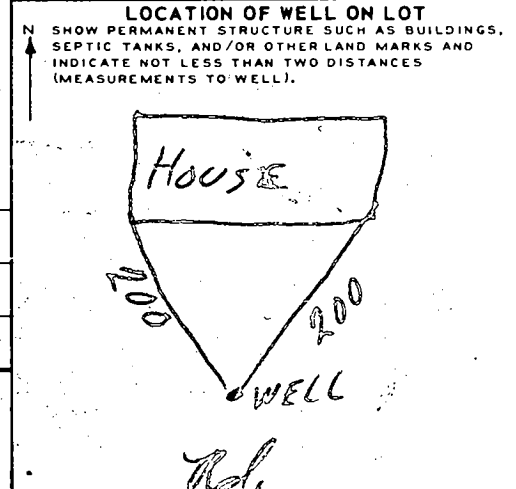 LOCATION OF WELL ON LOT
N SHOW PERMANENT STRUCTURE SUCH AS BUILDINGS,
SEPTIC TANKS, AND/OR OTHER LAND MARKS AND
INDICATE NOT LESS THAN TWO DISTANCES
(MEASUREMENTS TO WELL).
HOUSE
200
200
WELL